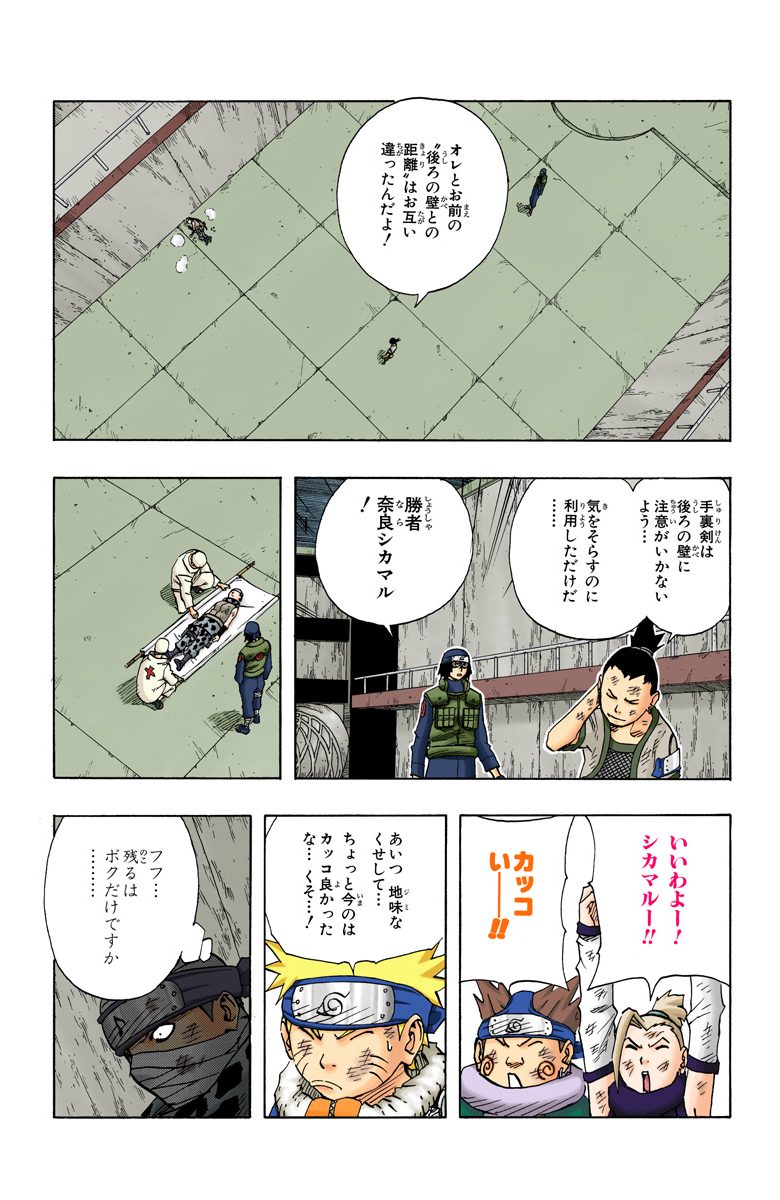 オレとお前の
〝後ろの壁との
距離〟はお互い
違ったんだよ！
手裏剣は
後ろの壁に
注意がいかない
よう…
気をそらすのに
利用しただけだ
……
勝者
奈良シカマル
！
いいわよー！
シカマルー!!
カッコ
いー――!!
あいつ 地味な
くせして…
ちょっと今のは
カッコ良かった
な…くそ…！
フフ…
残るは
ボクだけですか
………